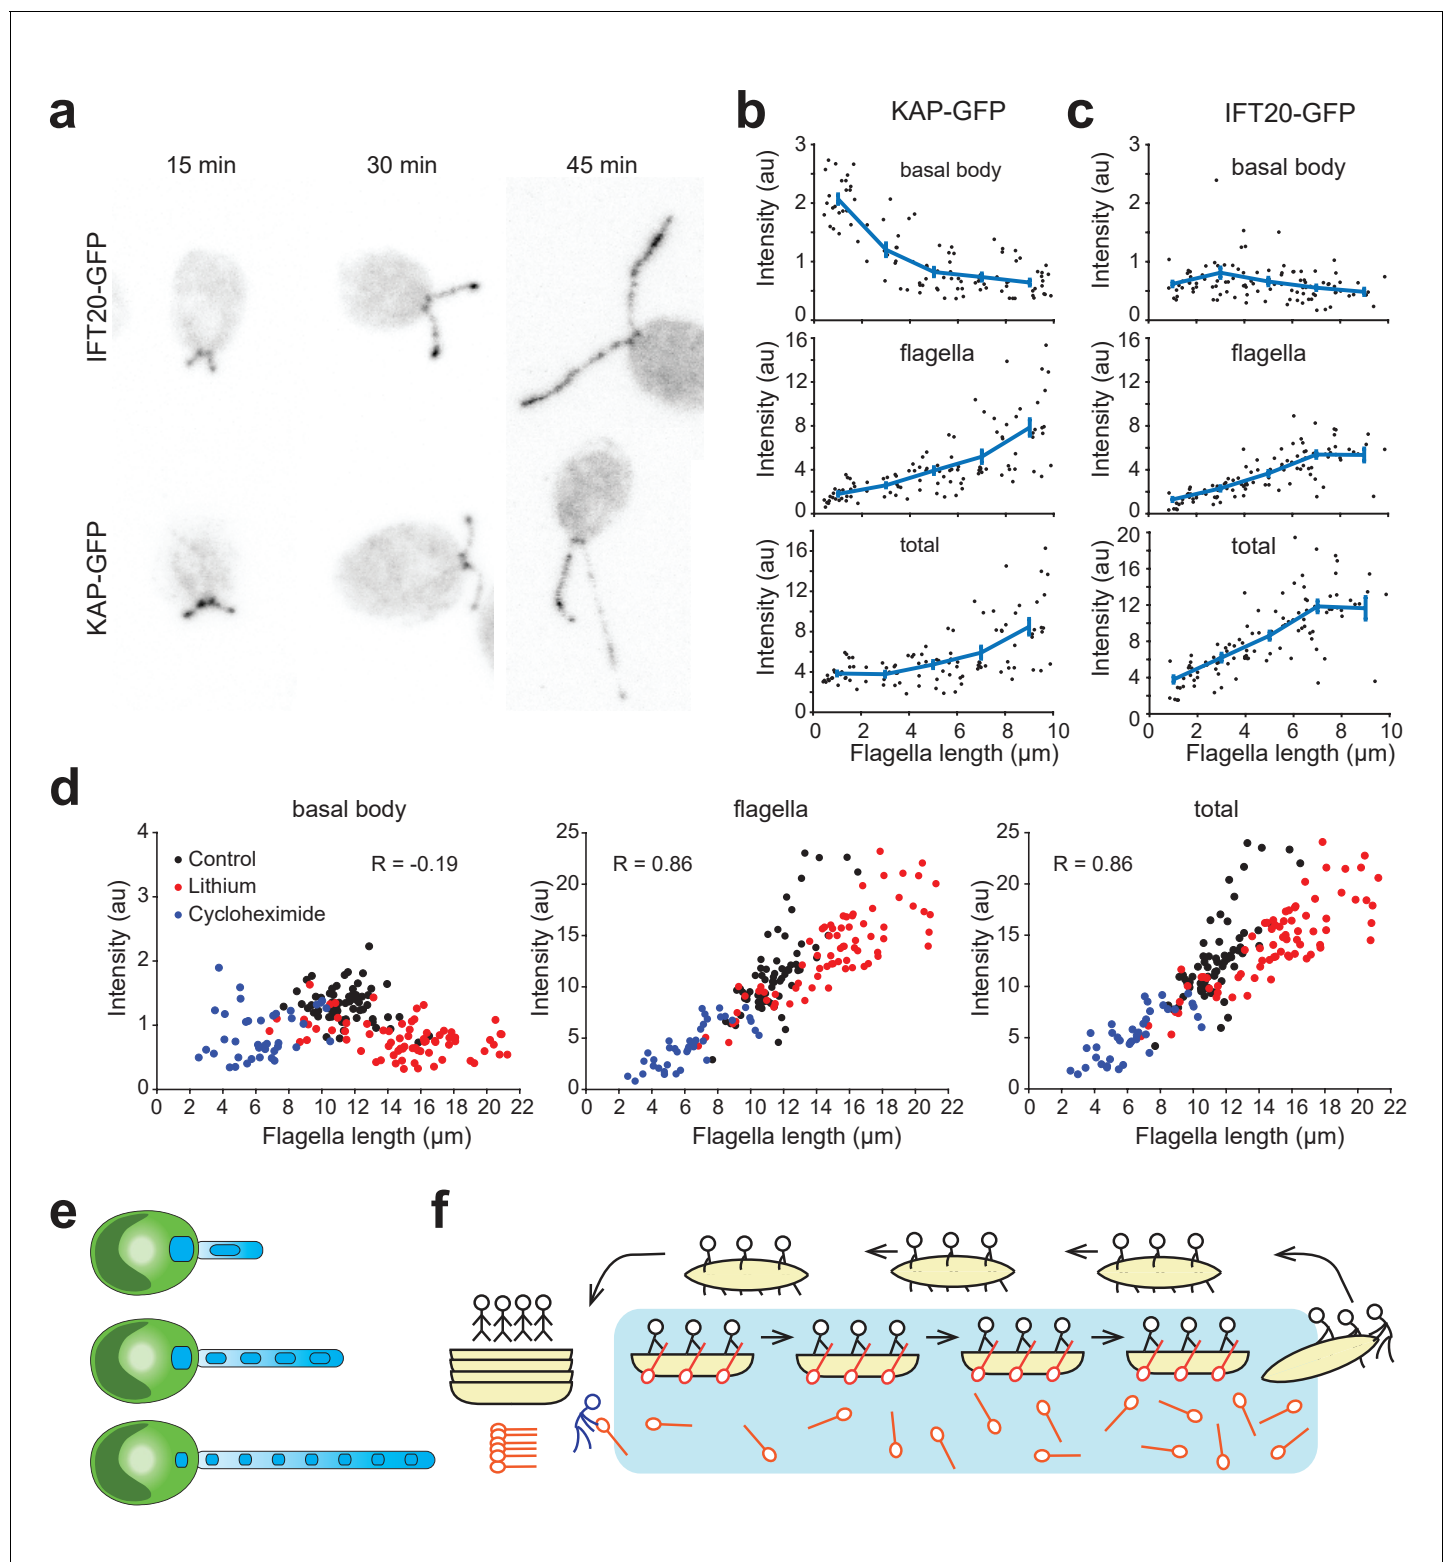 a
15 min
30 min
45 min
IFT20-GFP
KAP-GFP
b
KAP-GFP
basal body
Intensity (au)
3
2
1
0
flagella
Intensity (au)
16
12
8
4
0
total
Intensity (au)
16
12
8
4
0
0 2 4 6 8 10
Flagella length (µm)
c
IFT20-GFP
basal body
Intensity (au)
3
2
1
0
flagella
Intensity (au)
16
12
8
4
0
total
Intensity (au)
20
16
12
8
4
0
0 2 4 6 8 10
Flagella length (µm)
d
basal body
Control
Lithium
Cycloheximide
R = -0.19
Intensity (au)
4
3
2
1
0
0 2 4 6 8 10 12 14 16 18 20 22
Flagella length (µm)
flagella
R = 0.86
Intensity (au)
25
20
15
10
5
0
0 2 4 6 8 10 12 14 16 18 20 22
Flagella length (µm)
total
R = 0.86
Intensity (au)
25
20
15
10
5
0
0 2 4 6 8 10 12 14 16 18 20 22
Flagella length (µm)
e
f